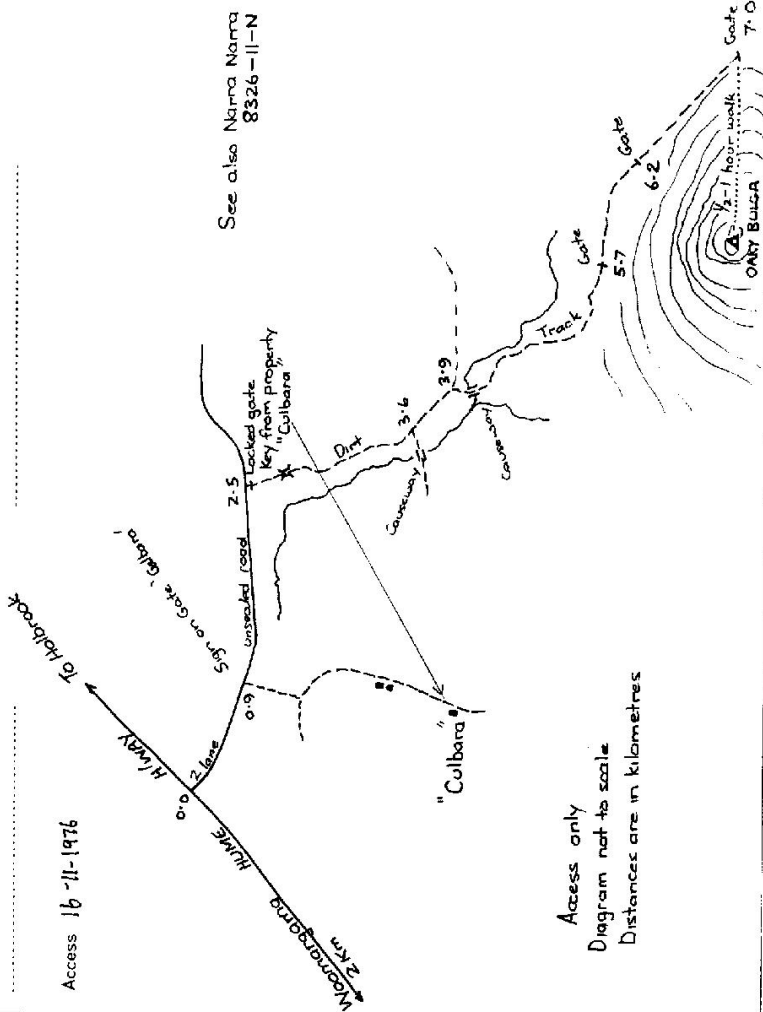 Access 16-11-1976
See also Narra Narra
8326-11-N
To Holbrook
H/WAY
HUME
Woomargama
2 Km
0.0
2 lane
0.9
Sign on Gate "Culbara"
unsealed road
2.5
Locked gate
Key from property
"Culbara"
Dirt
3.6
Causeway
3.9
Causeway
Track
Gate
5.7
Gate
6.2
Gate
7.0
1/2-1 hour walk
OAKY BULGA
"Culbara"
Access only
Diagram not to scale
Distances are in kilometres